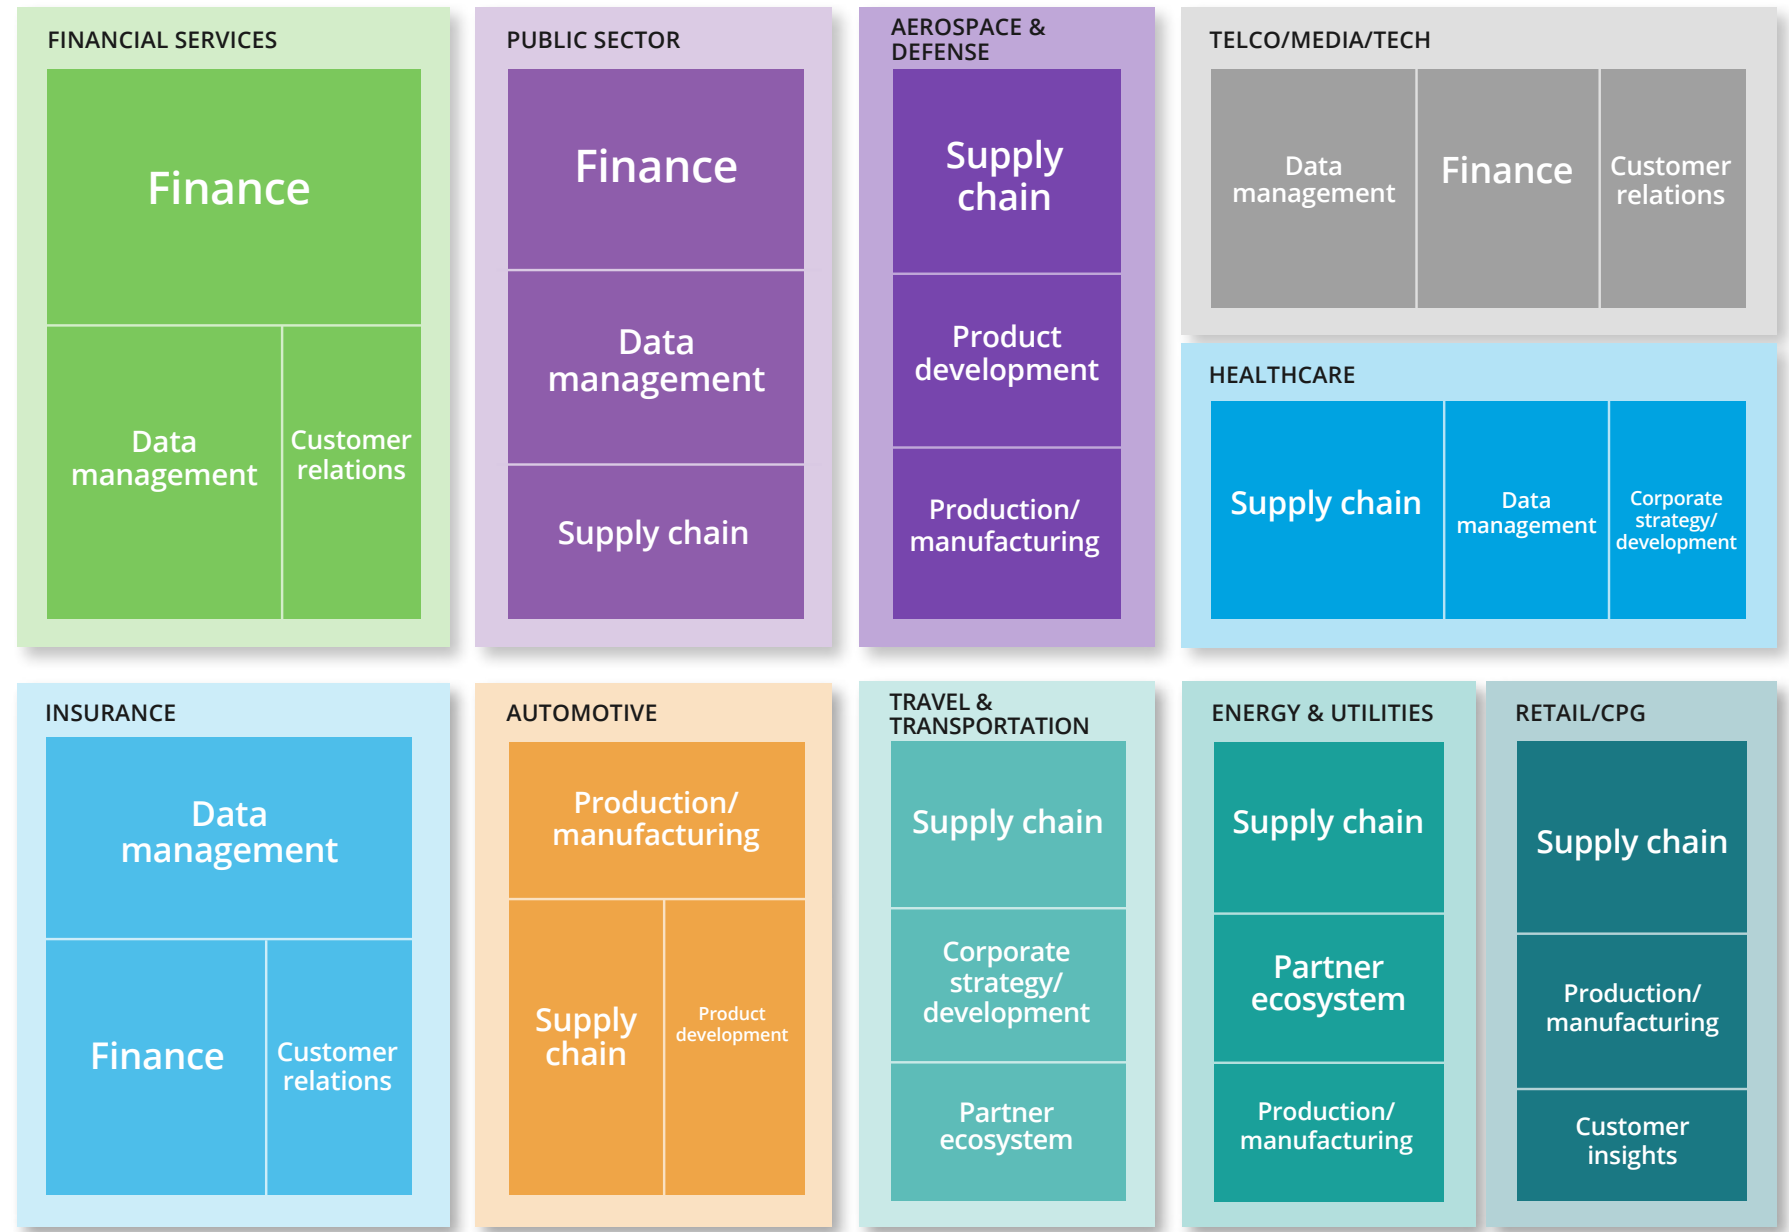 FINANCIAL SERVICES
Finance
Data
management
Customer
relations
PUBLIC SECTOR
Finance
Data
management
Supply chain
AEROSPACE &
DEFENSE
Supply
chain
Product
development
Production/
manufacturing
TELCO/MEDIA/TECH
Data
management
Finance
Customer
relations
HEALTHCARE
Supply chain
Data
management
Corporate
strategy/
development
INSURANCE
Data
management
Finance
Customer
relations
AUTOMOTIVE
Production/
manufacturing
Supply
chain
Product
development
TRAVEL &
TRANSPORTATION
Supply chain
Corporate
strategy/
development
Partner
ecosystem
ENERGY & UTILITIES
Supply chain
Partner
ecosystem
Production/
manufacturing
RETAIL/CPG
Supply chain
Production/
manufacturing
Customer
insights